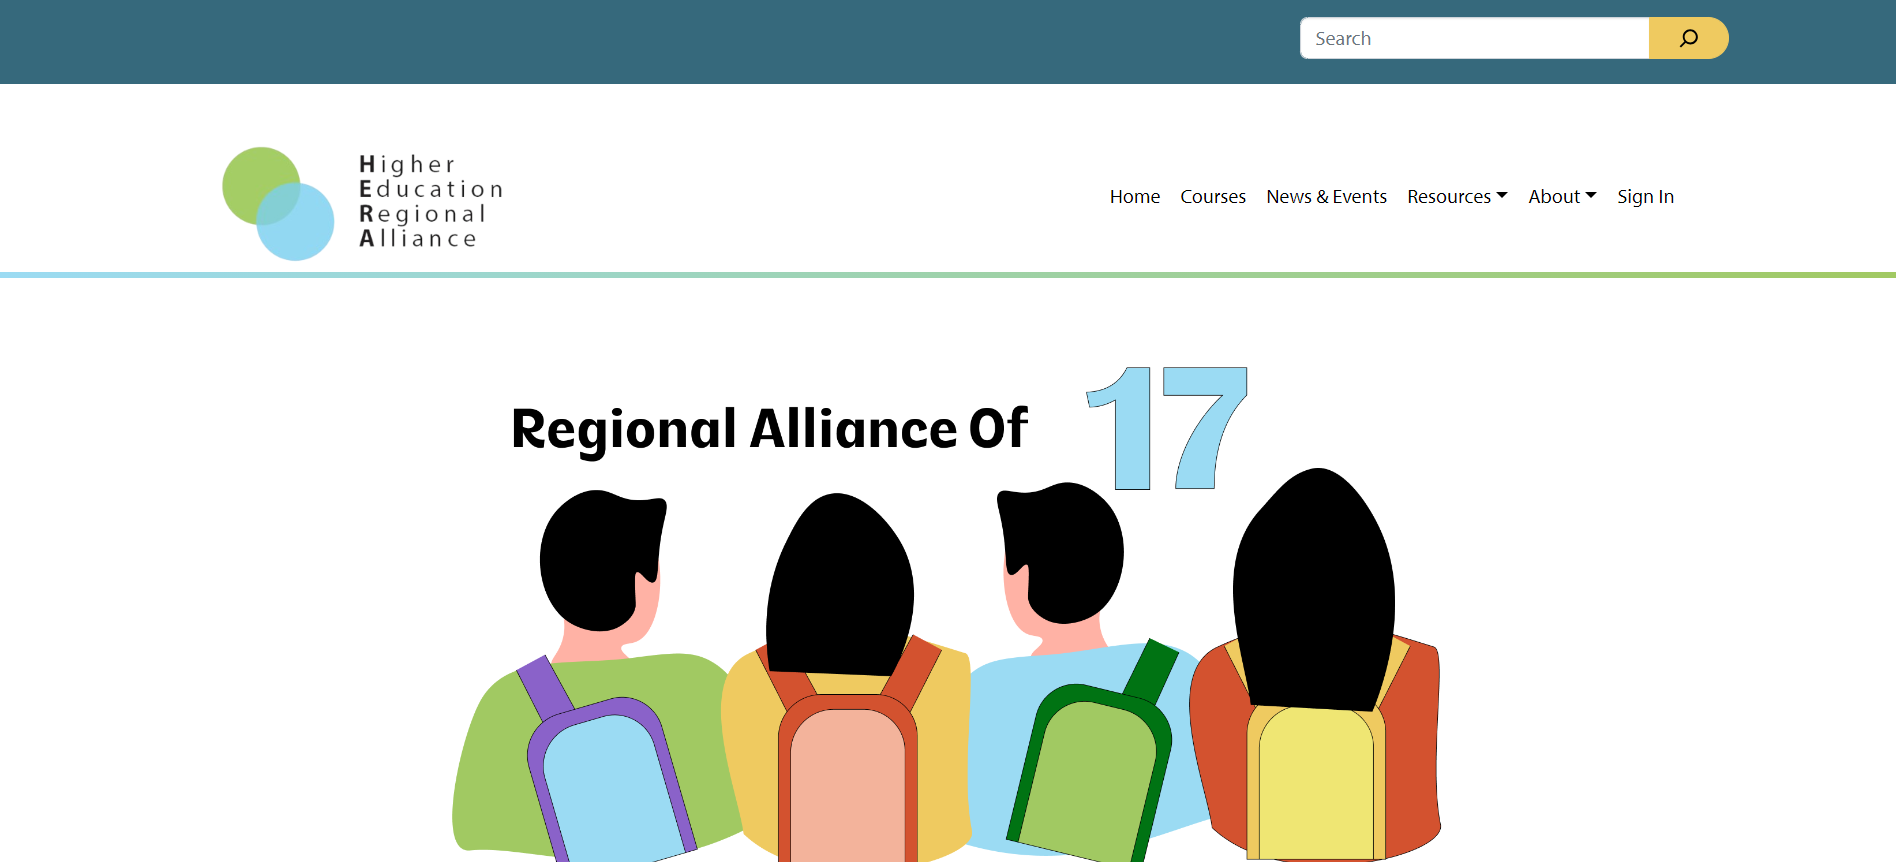 Search
Higher
Education
Regional
Alliance
Home Courses News & Events Resources About Sign In
Regional Alliance Of 17